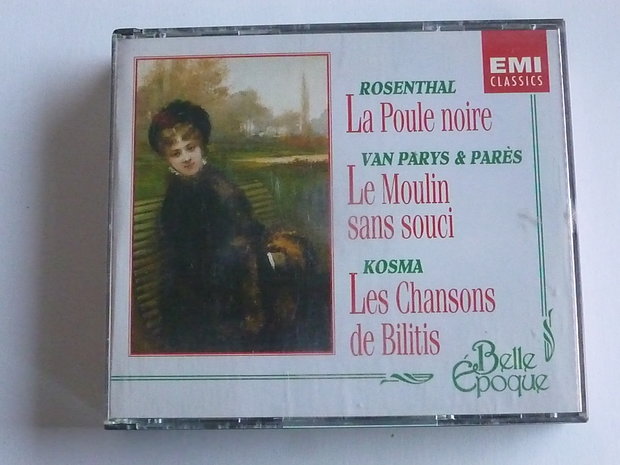 EMI
CLASSICS
ROSENTHAL
La Poule noire
VAN PARYS & PARÈS
Le Moulin
sans souci
KOSMA
Les Chansons
de Bilitis
Belle
Époque